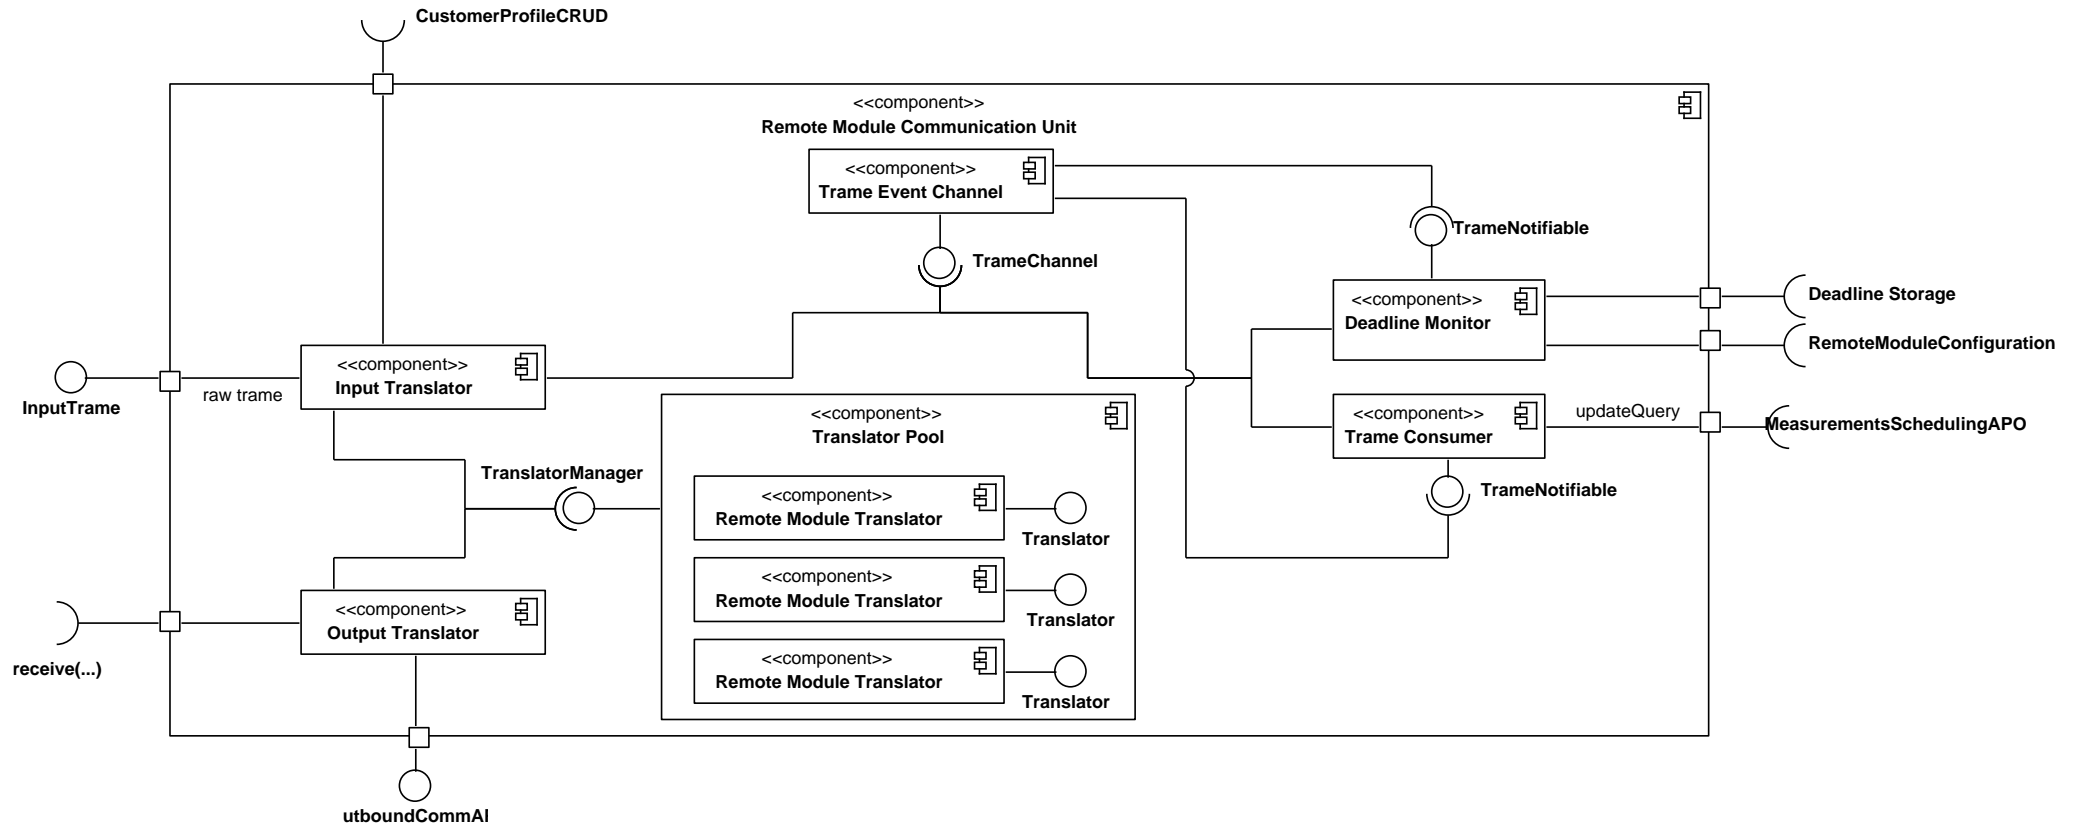 CustomerProfileCRUD
<<component>>
Remote Module Communication Unit
<<component>>
Trame Event Channel
TrameNotifiable
TrameChannel
<<component>>
Deadline Monitor
Deadline Storage
RemoteModuleConfiguration
<<component>>
Input Translator
InputTrame
raw trame
<<component>>
Translator Pool
<<component>>
Trame Consumer
updateQuery
MeasurementsSchedulingAPO
TranslatorManager
TrameNotifiable
<<component>>
Remote Module Translator
Translator
<<component>>
Remote Module Translator
Translator
<<component>>
Remote Module Translator
Translator
<<component>>
Output Translator
receive(...)
utboundCommAI